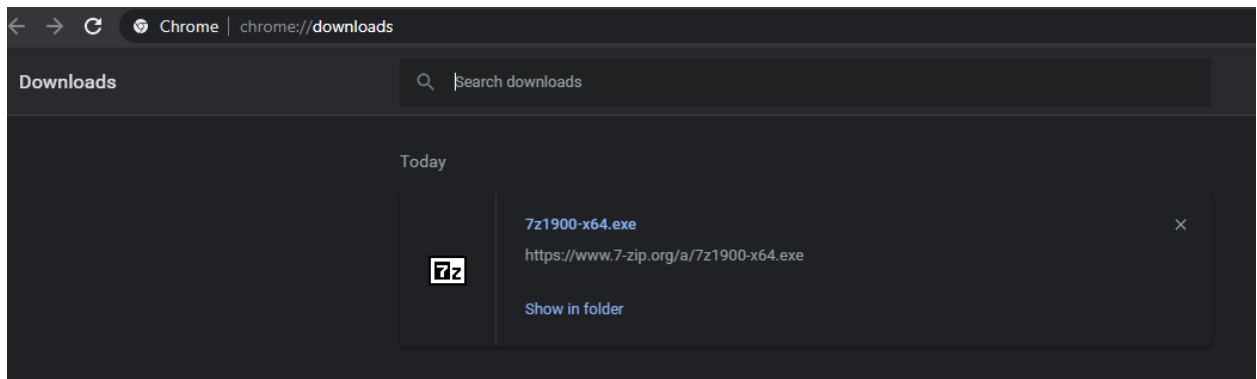 Chrome | chrome://downloads
Downloads
Search downloads
Today
7z1900-x64.exe
https://www.7-zip.org/a/7z1900-x64.exe
7z
Show in folder